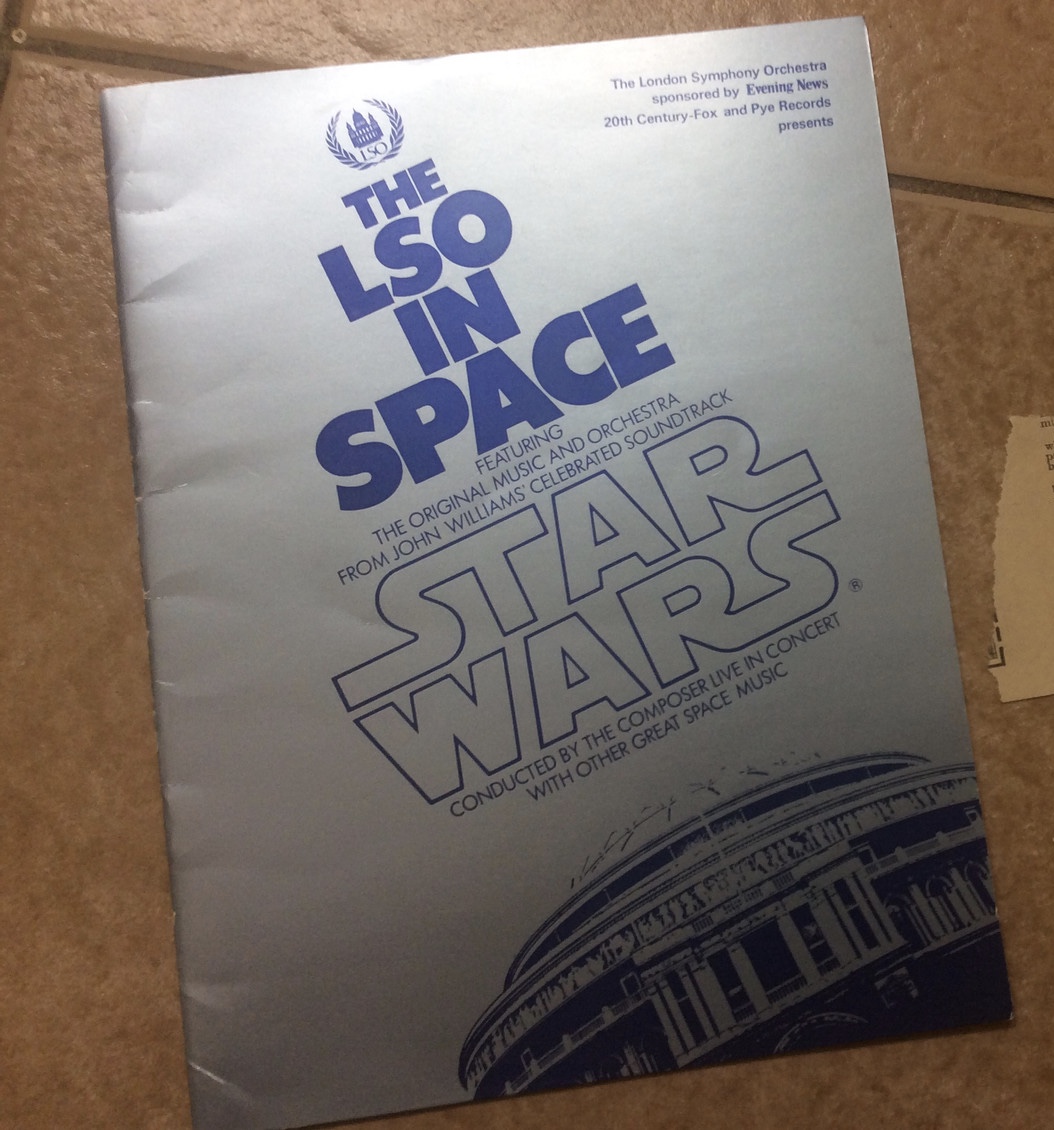 The London Symphony Orchestra
sponsored by Evening News
20th Century-Fox and Pye Records
presents
LSO
THE
LSO
IN
SPACE
FEATURING
THE ORIGINAL MUSIC AND ORCHESTRA
FROM JOHN WILLIAMS' CELEBRATED SOUNDTRACK
STAR
WARS ®
CONDUCTED BY THE COMPOSER LIVE IN CONCERT
WITH OTHER GREAT SPACE MUSIC